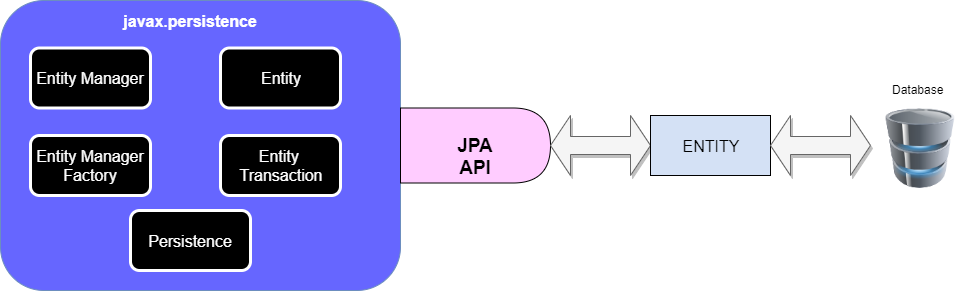 javax.persistence
Entity Manager
Entity
Entity Manager
Factory
Entity
Transaction
Persistence
JPA
API
ENTITY
Database